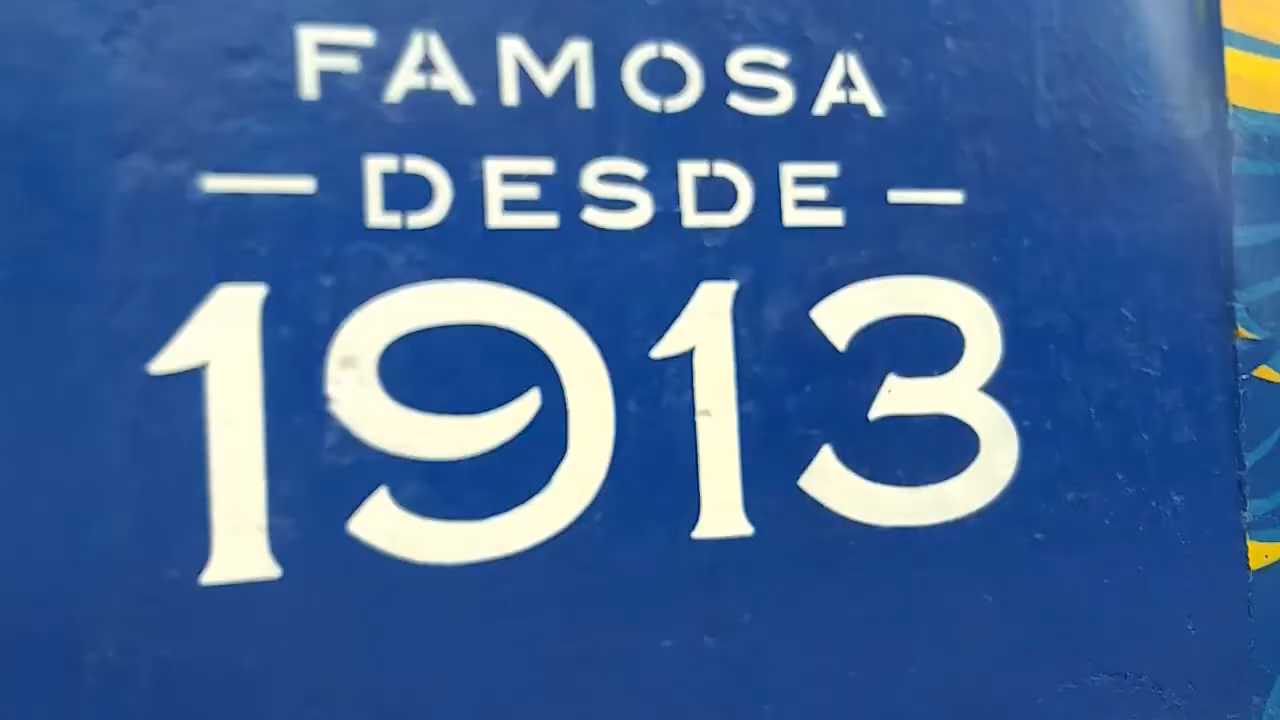 FAMOSA
— DESDE —
1913